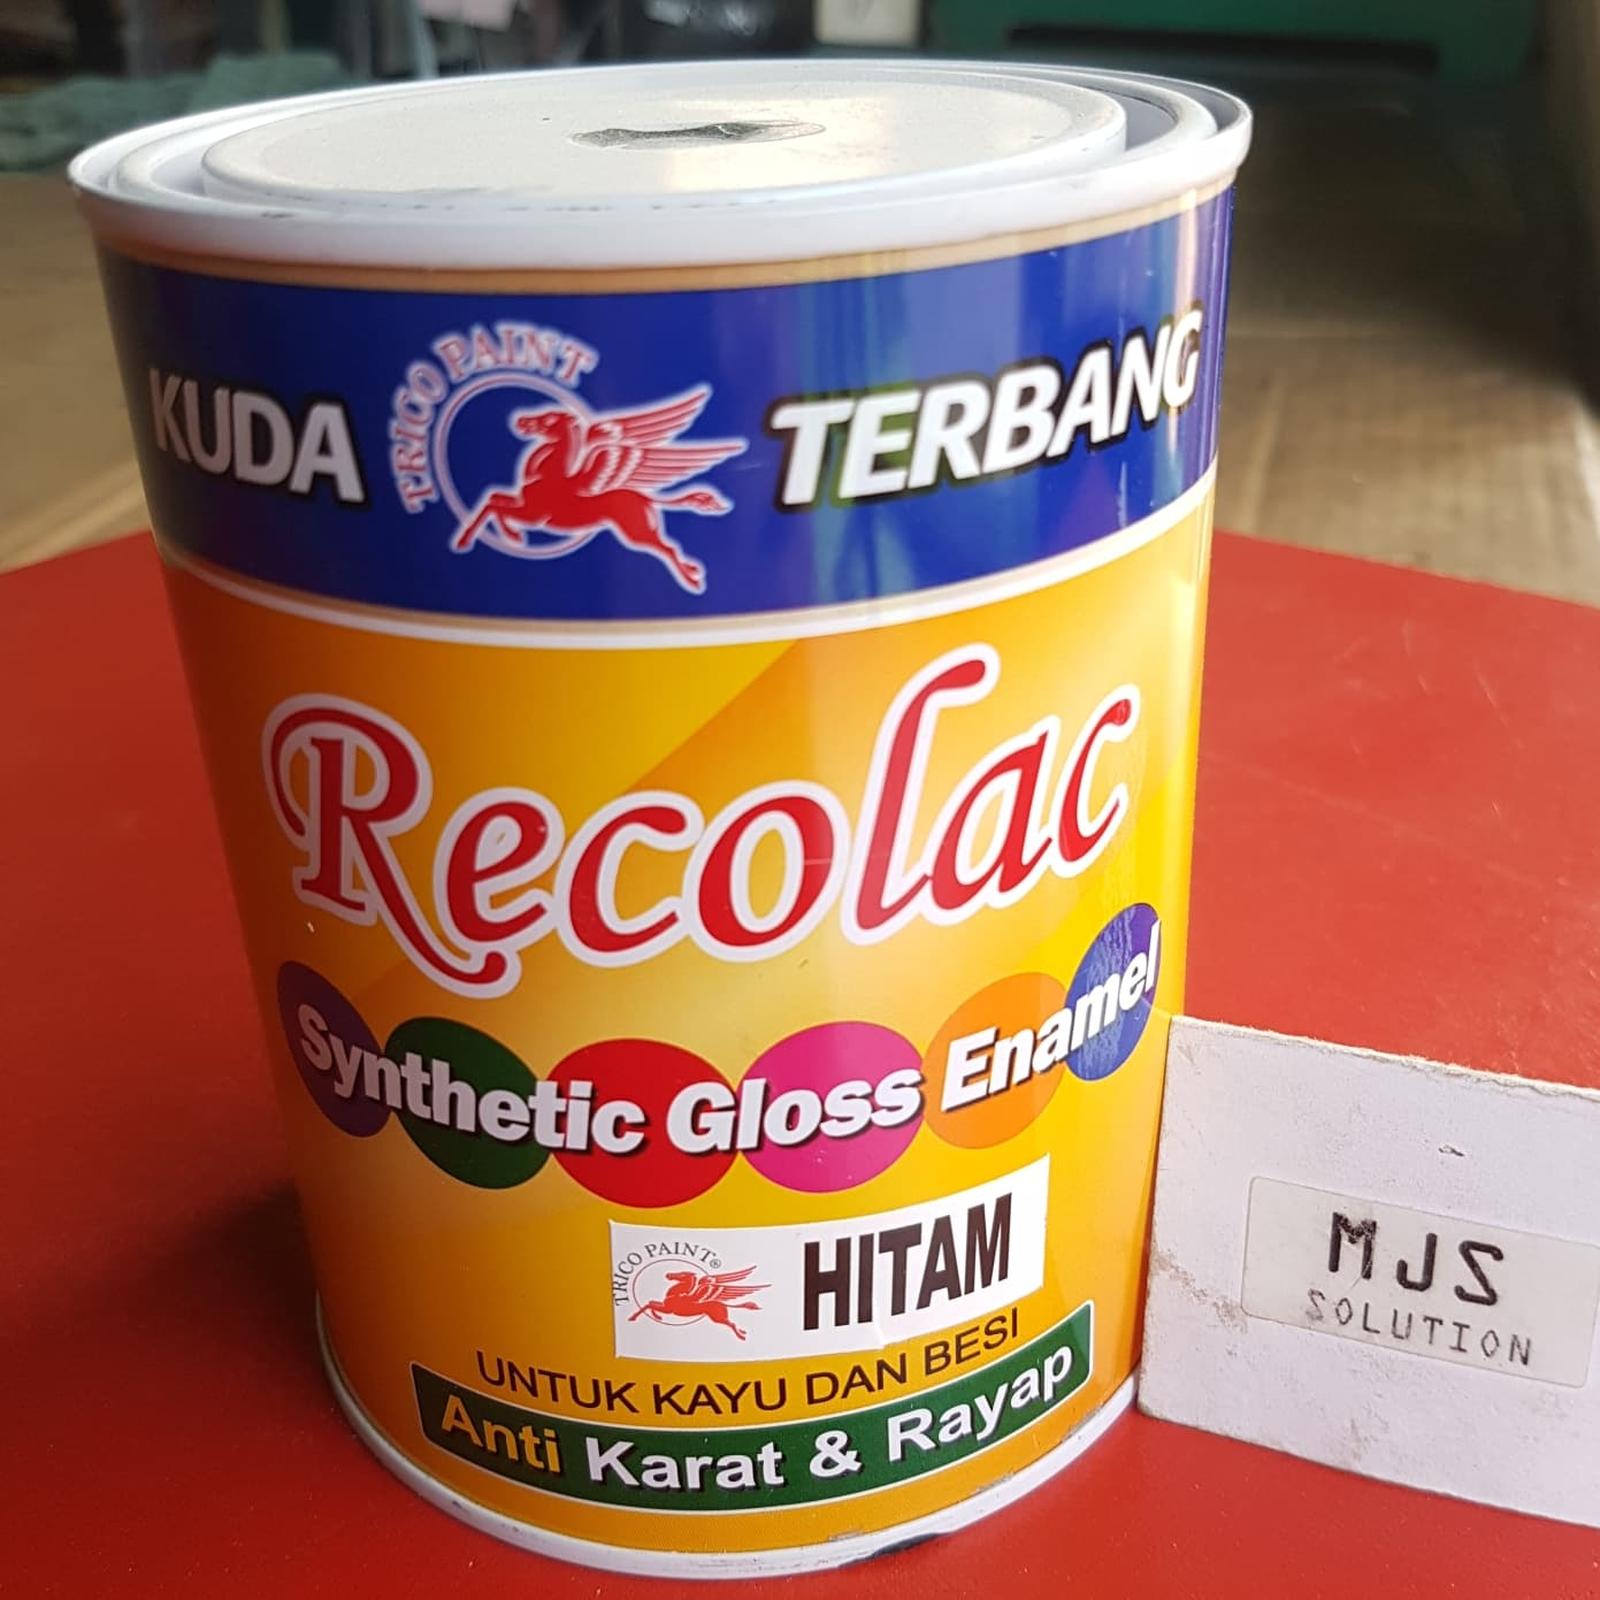 KUDA TERBANG
TRICO PAINT
Recolac
Synthetic Gloss Enamel
TRICO PAINT®
HITAM
UNTUK KAYU DAN BESI
Anti Karat & Rayap
MJS
SOLUTION